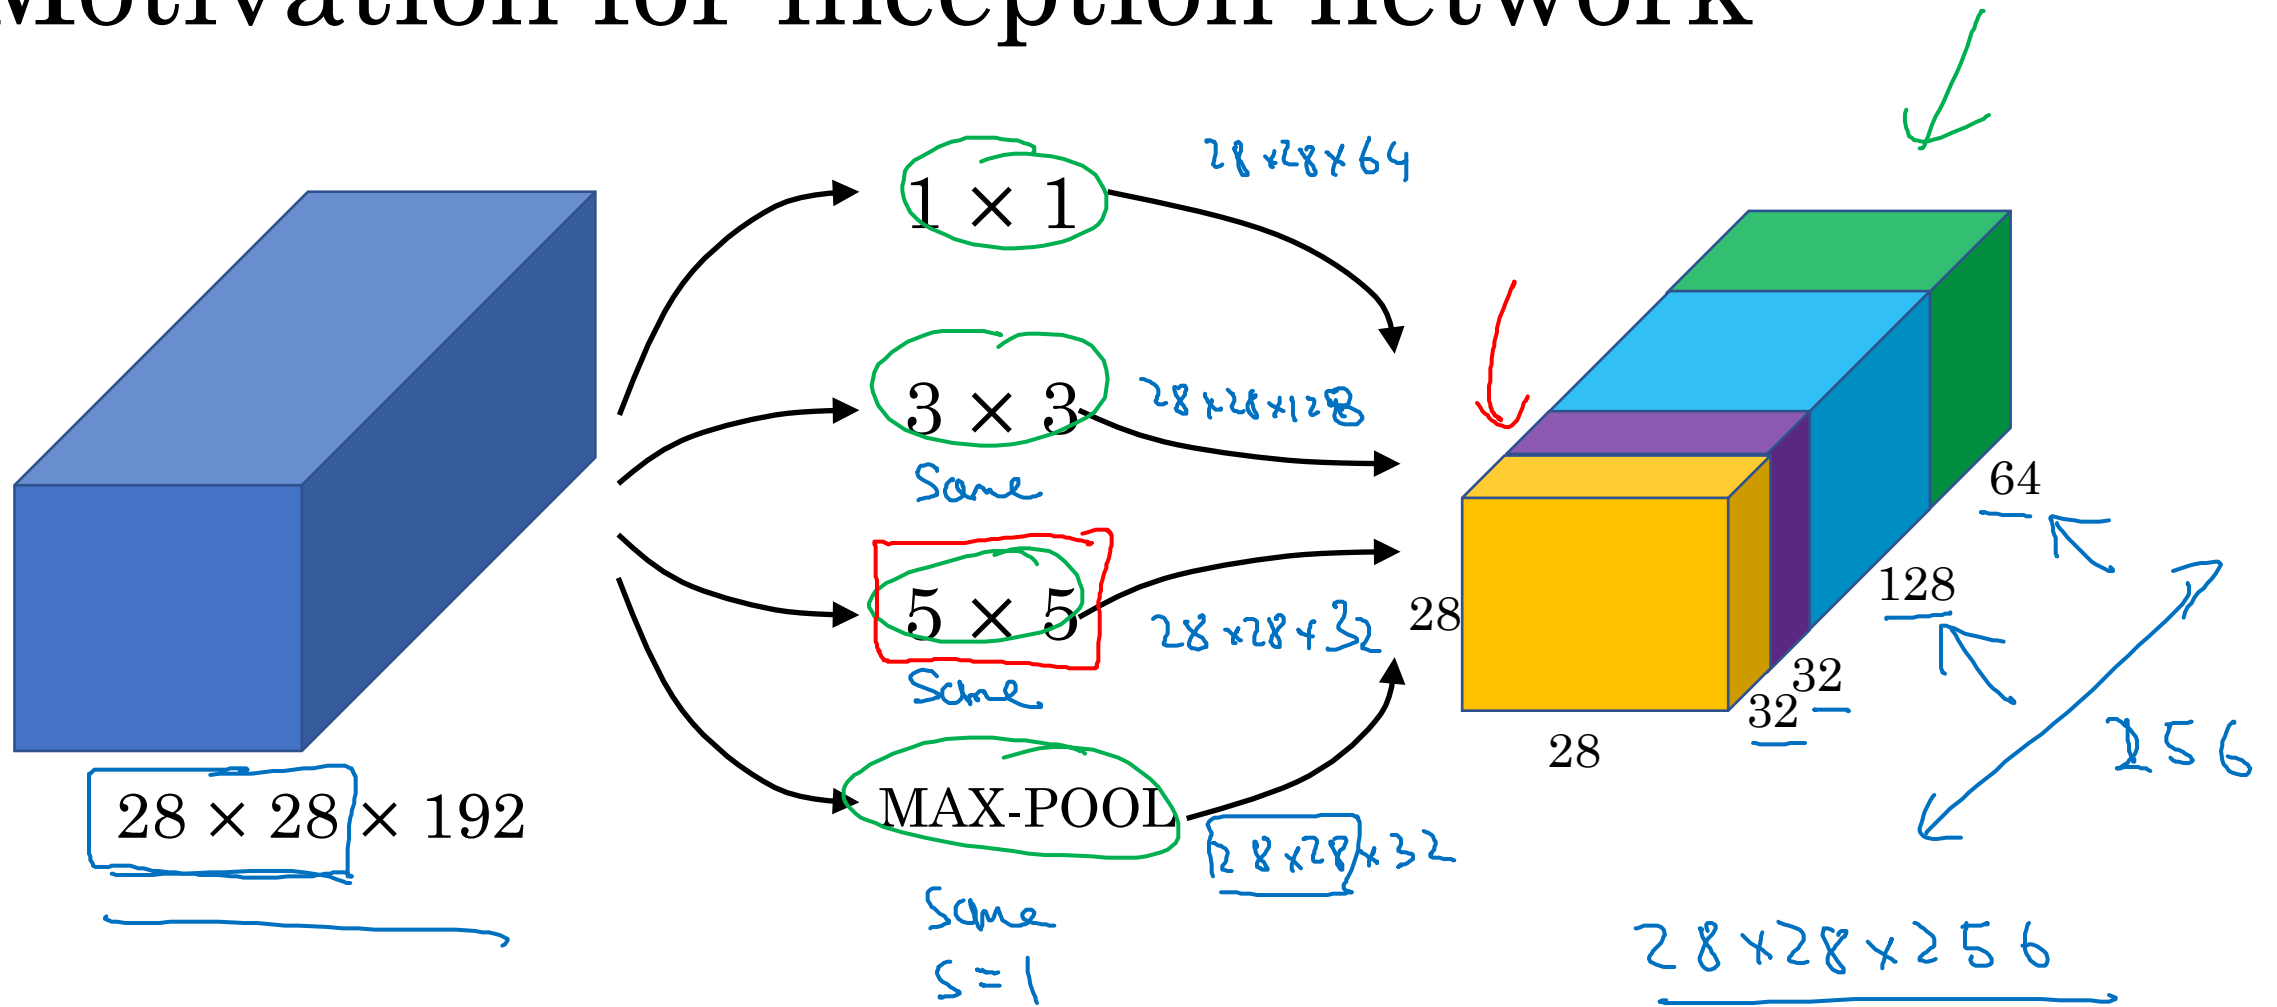 Motivation for inception network
1 × 1
28×28×64
3 × 3
28×28×128
Same
5 × 5
28×28×32
Same
MAX-POOL
28×28×32
Same
s=1
28 × 28 × 192
28
28
32
32
128
64
256
28×28×256